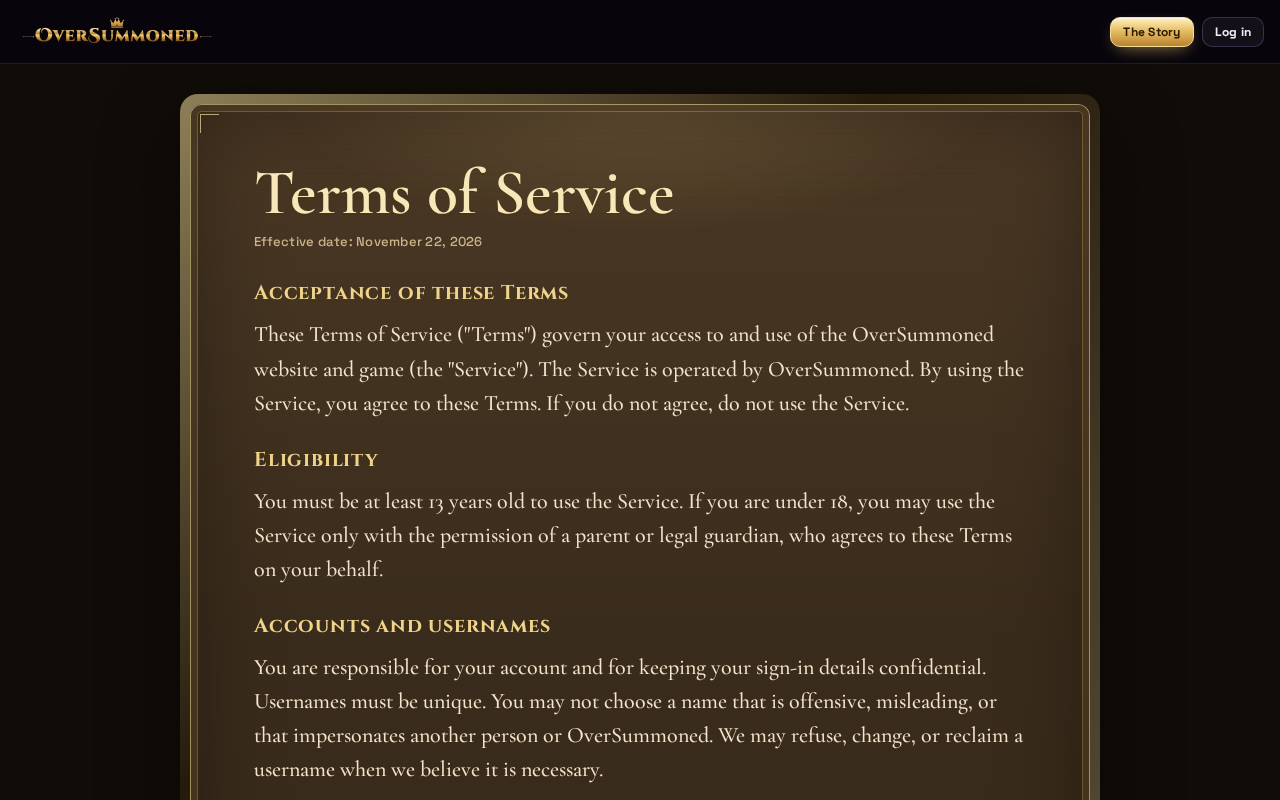 OverSummoned
The Story
Log in
Terms of Service
Effective date: November 22, 2026
Acceptance of these Terms
These Terms of Service ("Terms") govern your access to and use of the OverSummoned
website and game (the "Service"). The Service is operated by OverSummoned. By using the
Service, you agree to these Terms. If you do not agree, do not use the Service.
Eligibility
You must be at least 13 years old to use the Service. If you are under 18, you may use the
Service only with the permission of a parent or legal guardian, who agrees to these Terms
on your behalf.
Accounts and usernames
You are responsible for your account and for keeping your sign-in details confidential.
Usernames must be unique. You may not choose a name that is offensive, misleading, or
that impersonates another person or OverSummoned. We may refuse, change, or reclaim a
username when we believe it is necessary.